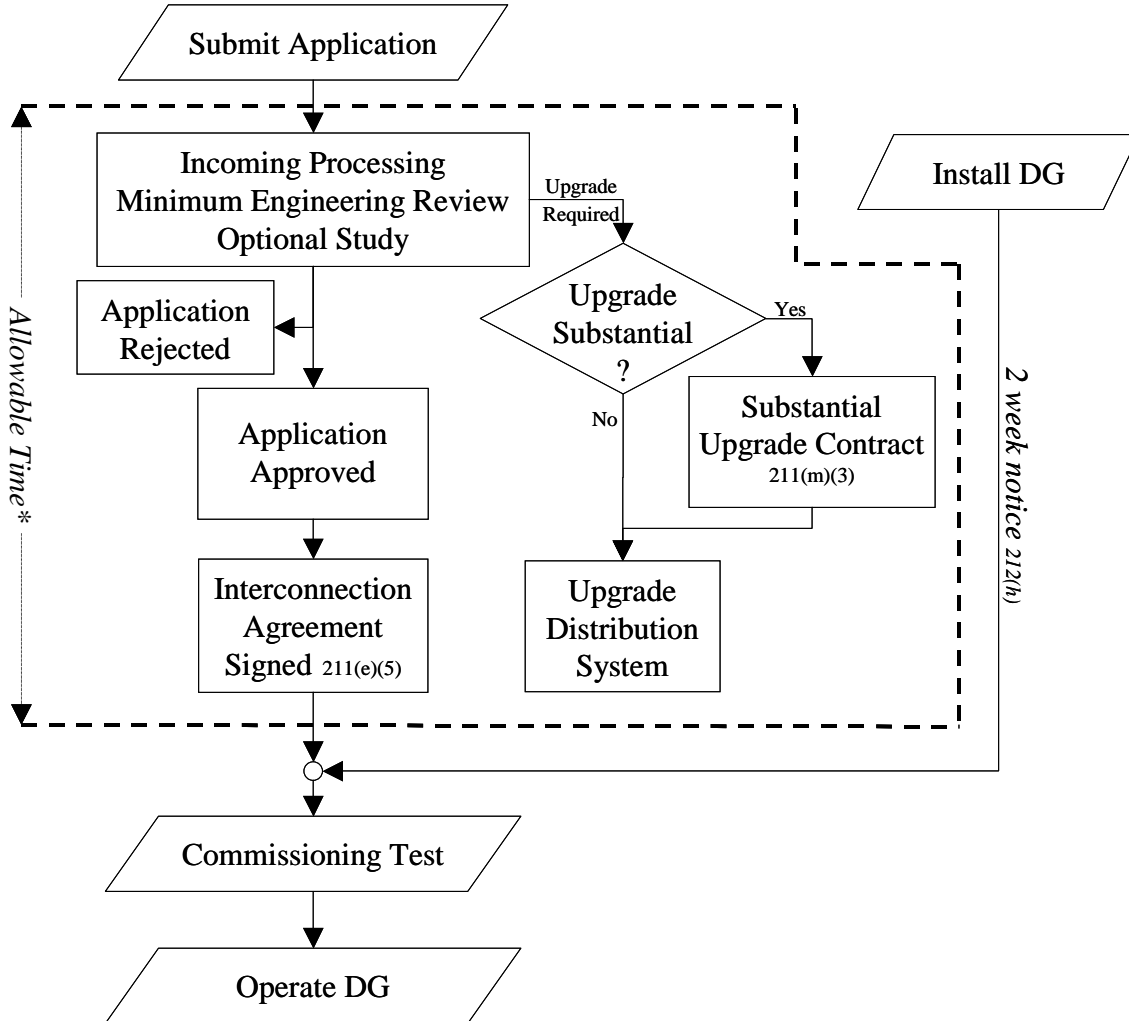 Submit Application
Incoming Processing
Minimum Engineering Review
Optional Study
Upgrade
Required
Install DG
Application
Rejected
Upgrade
Substantial
?
Yes
No
Allowable Time*
Application
Approved
Substantial
Upgrade Contract
211(m)(3)
2 week notice 212(h)
Interconnection
Agreement
Signed 211(e)(5)
Upgrade
Distribution
System
Commissioning Test
Operate DG